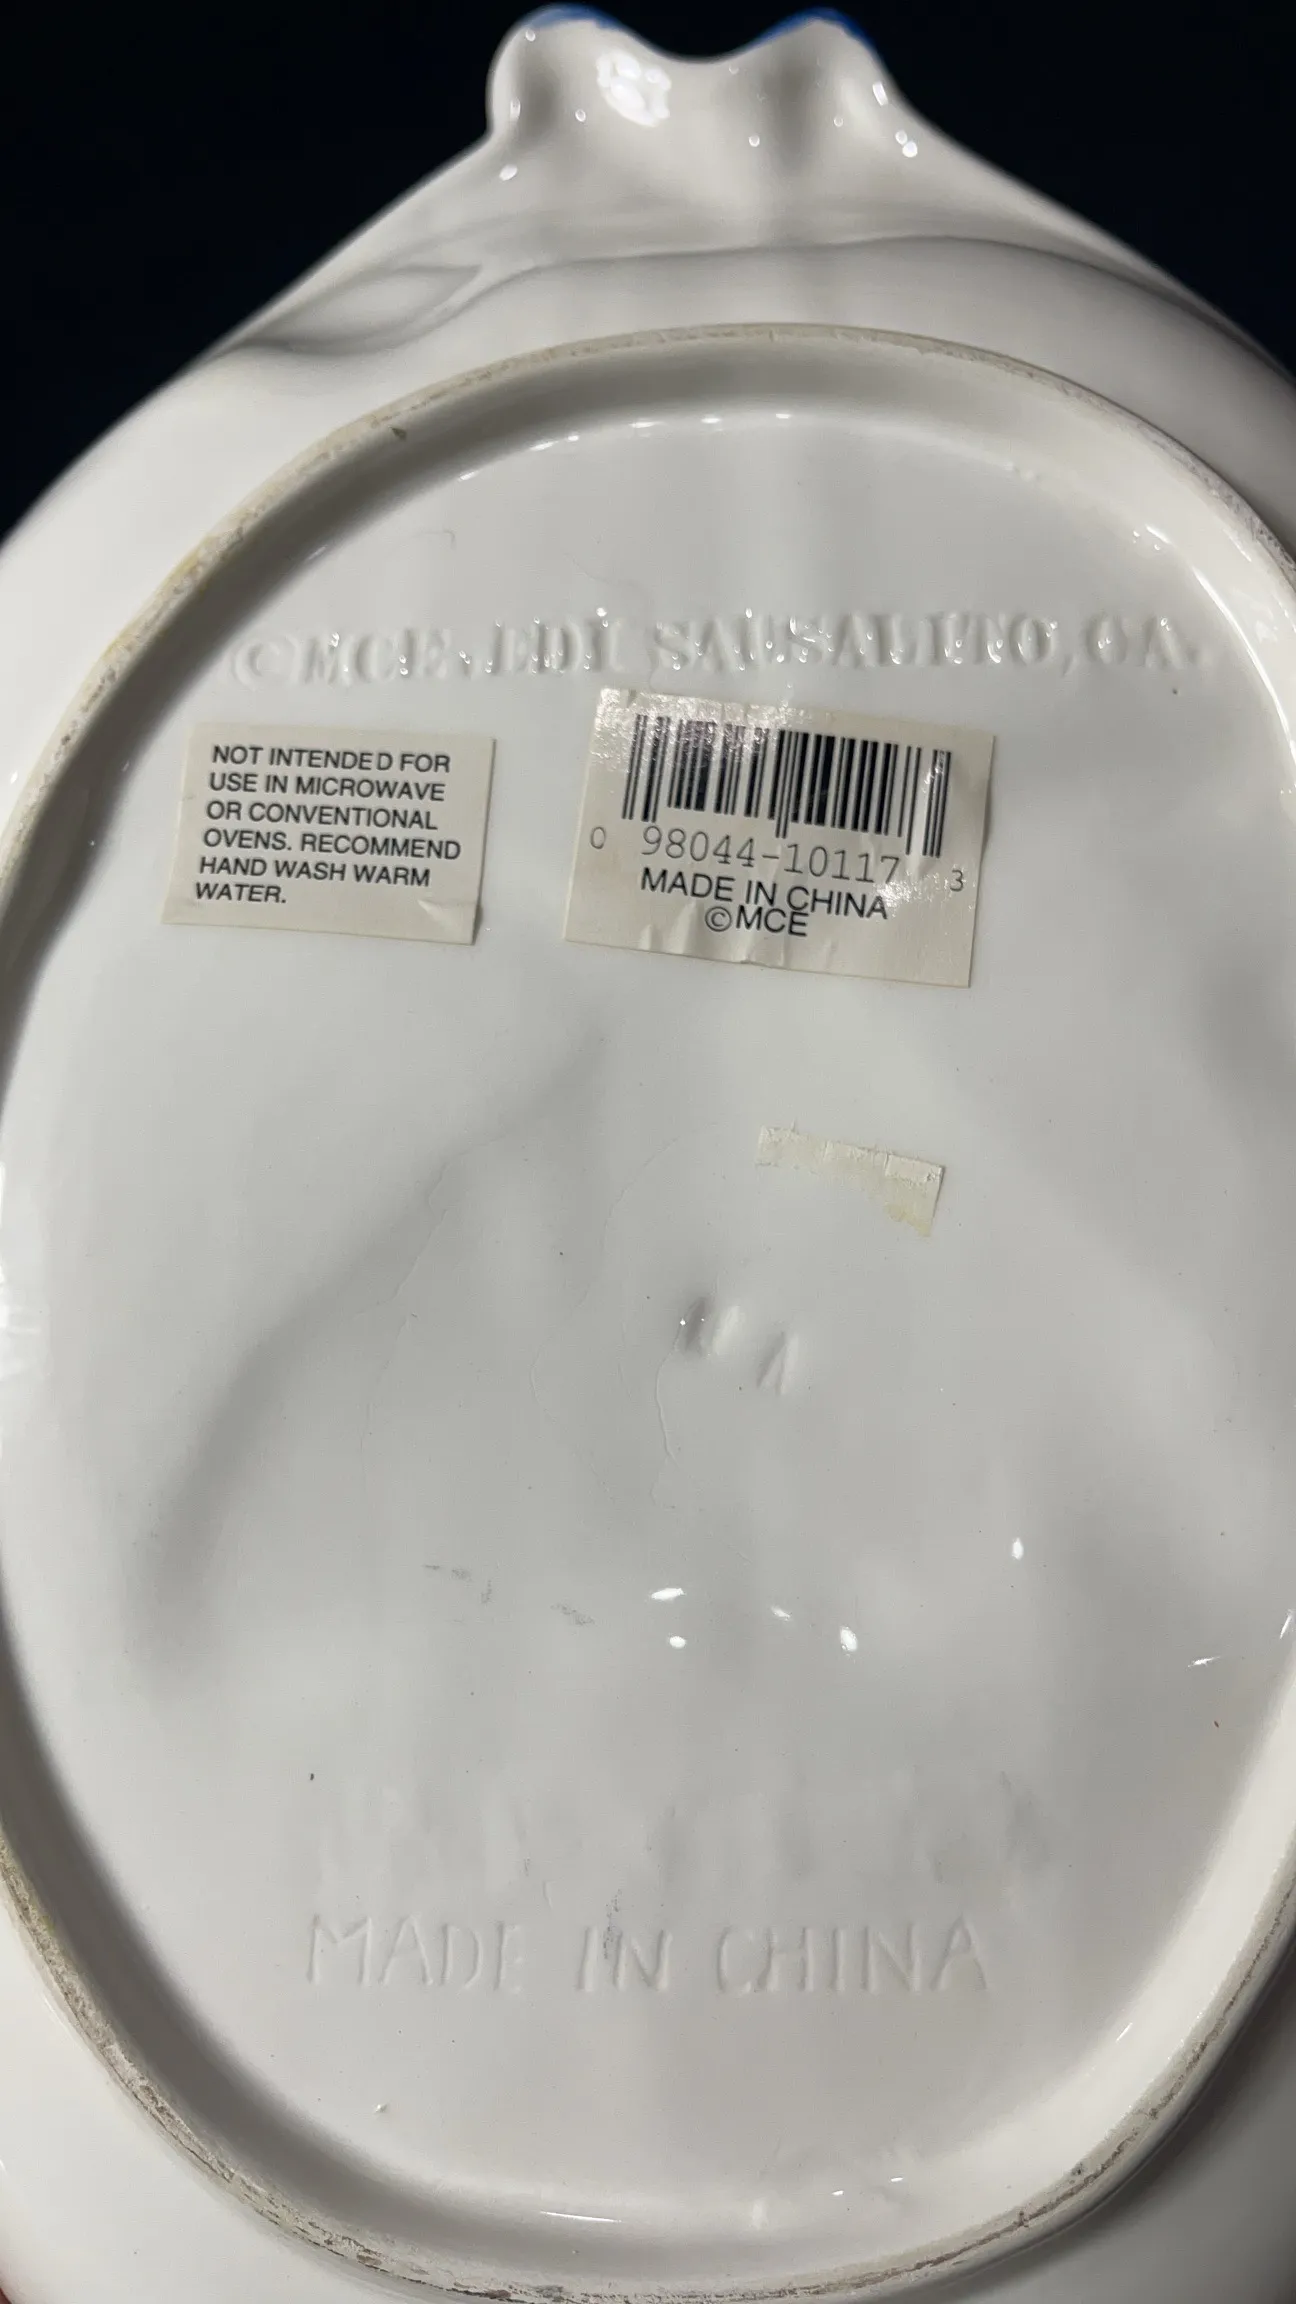 ©MCE. EDI SAUSALITO, CA.
NOT INTENDED FOR
USE IN MICROWAVE
OR CONVENTIONAL
OVENS. RECOMMEND
HAND WASH WARM
WATER.
0 98044-10117 3
MADE IN CHINA
©MCE
MADE IN CHINA